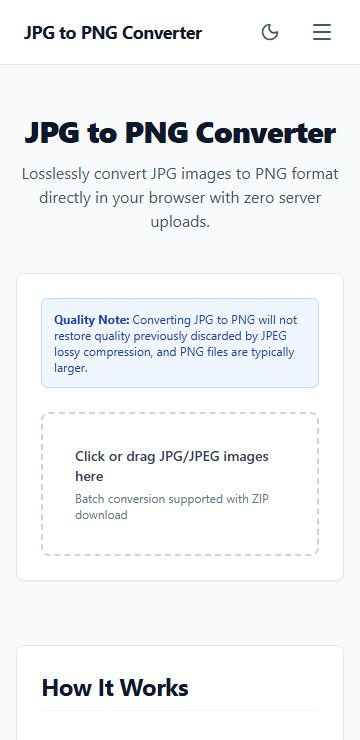 JPG to PNG Converter
JPG to PNG Converter
Losslessly convert JPG images to PNG format
directly in your browser with zero server
uploads.
Quality Note: Converting JPG to PNG will not
restore quality previously discarded by JPEG
lossy compression, and PNG files are typically
larger.
Click or drag JPG/JPEG images
here
Batch conversion supported with ZIP
download
How It Works